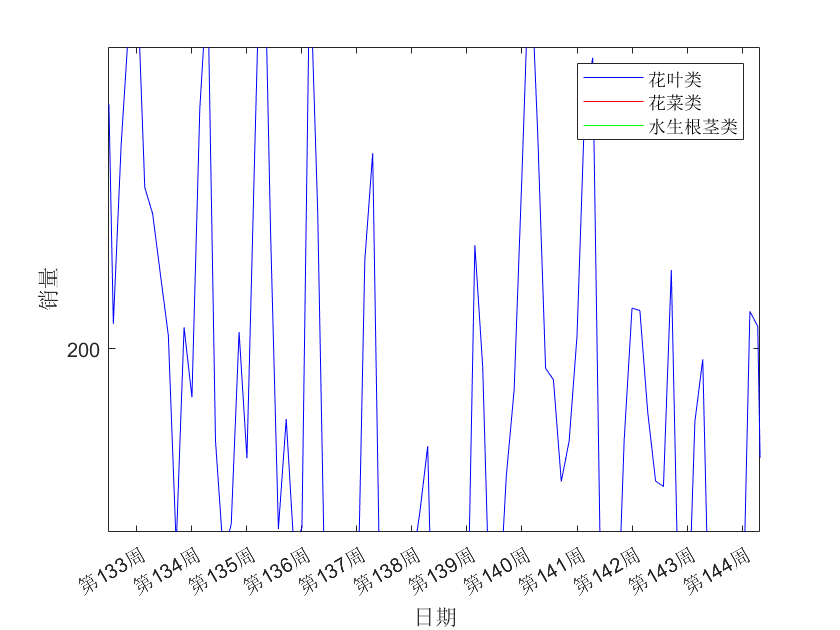 花叶类
花菜类
水生根茎类
销量
200
第133周
第134周
第135周
第136周
第137周
第138周
第139周
第140周
第141周
第142周
第143周
第144周
日期